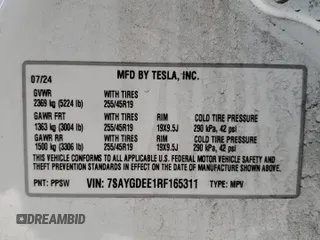 07/24 MFD BY TESLA, INC.
GVWR WITH TIRES
2369 kg (5224 lb) 255/45R19
GAWR FRT WITH TIRES RIM COLD TIRE PRESSURE
1363 kg (3004 lb) 255/45R19 19X9.5J 290 kPa, 42 psi
GAWR RR WITH TIRES RIM COLD TIRE PRESSURE
1500 kg (3306 lb) 255/45R19 19X9.5J 290 kPa, 42 psi
THIS VEHICLE CONFORMS TO ALL APPLICABLE U.S. FEDERAL MOTOR VEHICLE
SAFETY, BUMPER, AND THEFT PREVENTION STANDARDS IN EFFECT ON THE
DATE OF MANUFACTURE SHOWN ABOVE.
PNT: PPSW VIN: 7SAYGDEE1RF165311 TYPE: MPV